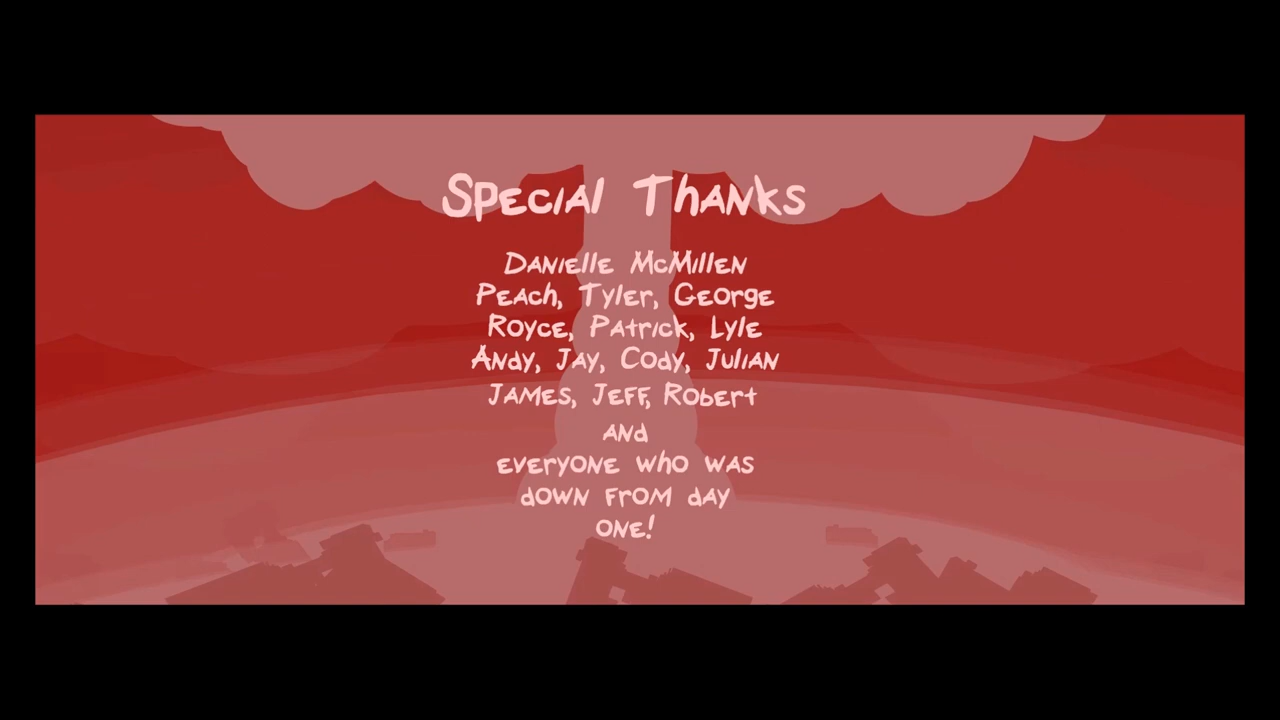 Special Thanks
Danielle McMillen
Peach, Tyler, George
Royce, Patrick, Lyle
Andy, Jay, Cody, Julian
James, Jeff, Robert
and
everyone who was
down from day
one!